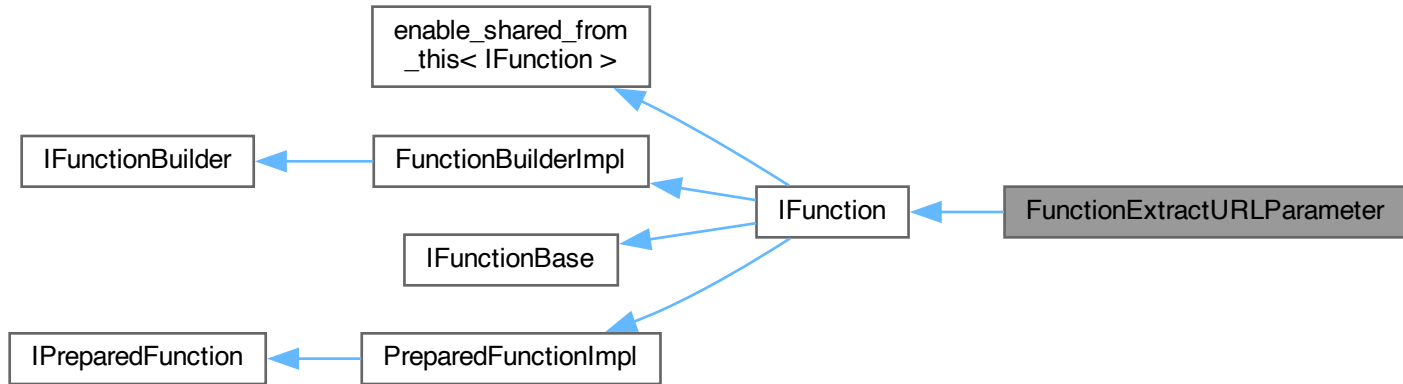 enable_shared_from
_this< IFunction >
IFunctionBuilder
FunctionBuilderImpl
IFunction
FunctionExtractURLParameter
IFunctionBase
IPreparedFunction
PreparedFunctionImpl